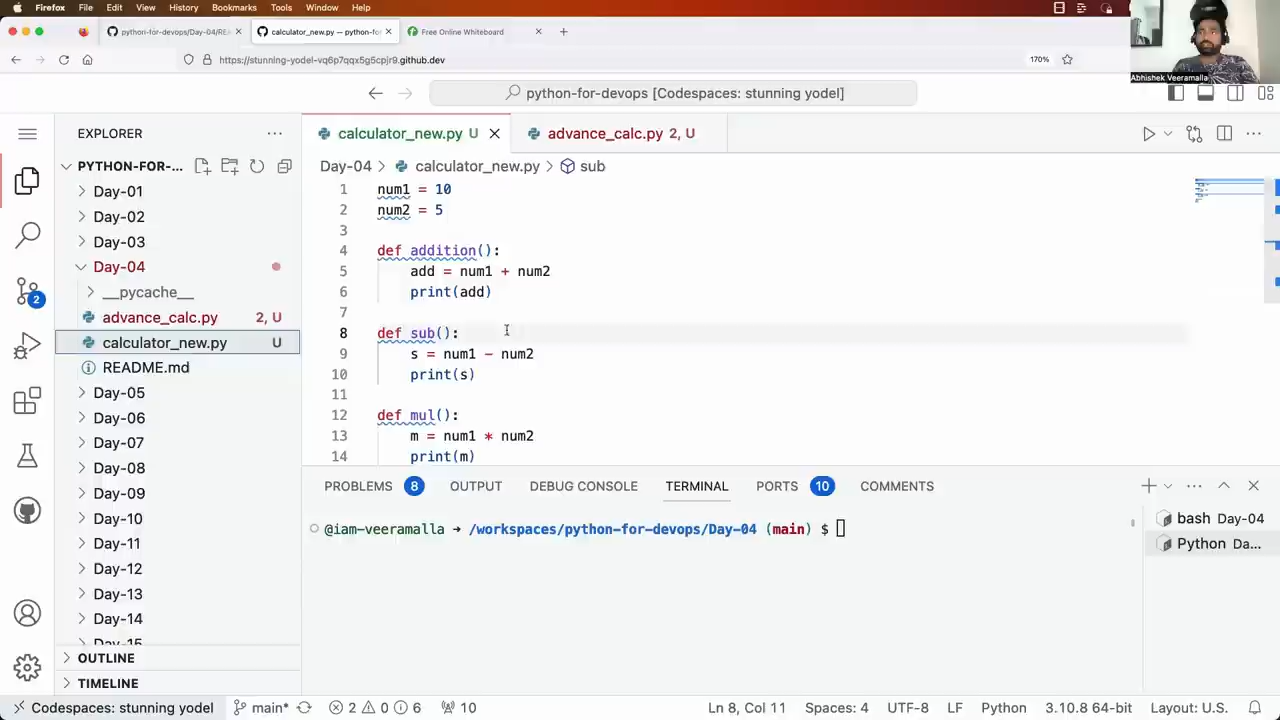 Firefox File Edit View History Bookmarks Tools Window Help
python-for-devops/Day-04/RE
calculator_new.py — python-for-
Free Online Whiteboard
https://stunning-yodel-vq6p7qqx5g5cpjr9.github.dev
170%
Abhishek Veeramalla
python-for-devops [Codespaces: stunning yodel]
EXPLORER
calculator_new.py U
advance_calc.py 2, U
PYTHON-FOR-...
Day-04 > calculator_new.py > sub
Day-01
Day-02
Day-03
Day-04
__pycache__
advance_calc.py 2, U
calculator_new.py U
README.md
Day-05
Day-06
Day-07
Day-08
Day-09
Day-10
Day-11
Day-12
Day-13
Day-14
Day-15
OUTLINE
TIMELINE
2
1 num1 = 10
2 num2 = 5
3
4 def addition():
5 add = num1 + num2
6 print(add)
7
8 def sub():
9 s = num1 - num2
10 print(s)
11
12 def mul():
13 m = num1 * num2
14 print(m)
PROBLEMS 8 OUTPUT DEBUG CONSOLE TERMINAL PORTS 10 COMMENTS
@iam-veeramalla → /workspaces/python-for-devops/Day-04 (main) $
bash Day-04
Python Da...
Codespaces: stunning yodel main* 2 0 6 10 Ln 8, Col 11 Spaces: 4 UTF-8 LF Python 3.10.8 64-bit Layout: U.S.